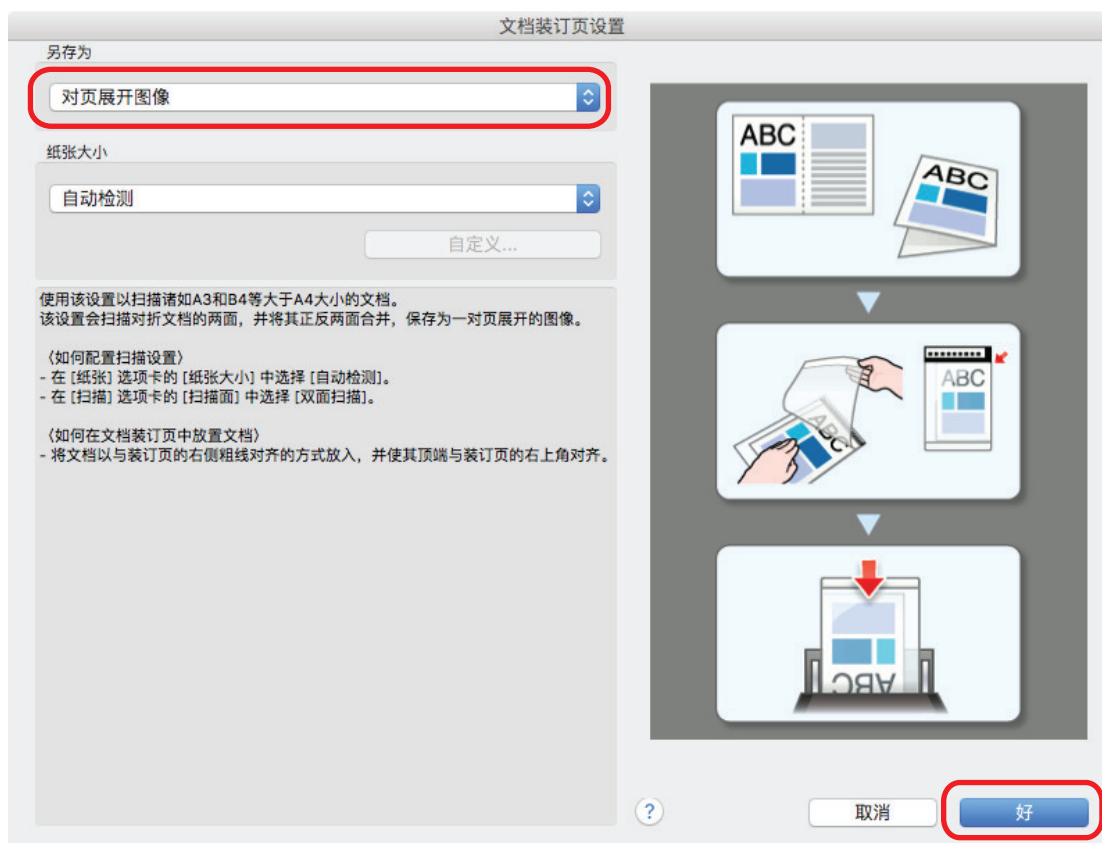 文档装订页设置
另存为
对页展开图像
纸张大小
自动检测
自定义...
使用该设置以扫描诸如A3和B4等大于A4大小的文档。
该设置会扫描对折文档的两面，并将其正反两面合并，保存为一对页展开的图像。
〈如何配置扫描设置〉
- 在 [纸张] 选项卡的 [纸张大小] 中选择 [自动检测]。
- 在 [扫描] 选项卡的 [扫描面] 中选择 [双面扫描]。
〈如何在文档装订页中放置文档〉
- 将文档以与装订页的右侧粗线对齐的方式放入，并使其顶端与装订页的右上角对齐。
ABC
ABC
ABC
ABC
ABC
?
取消
好